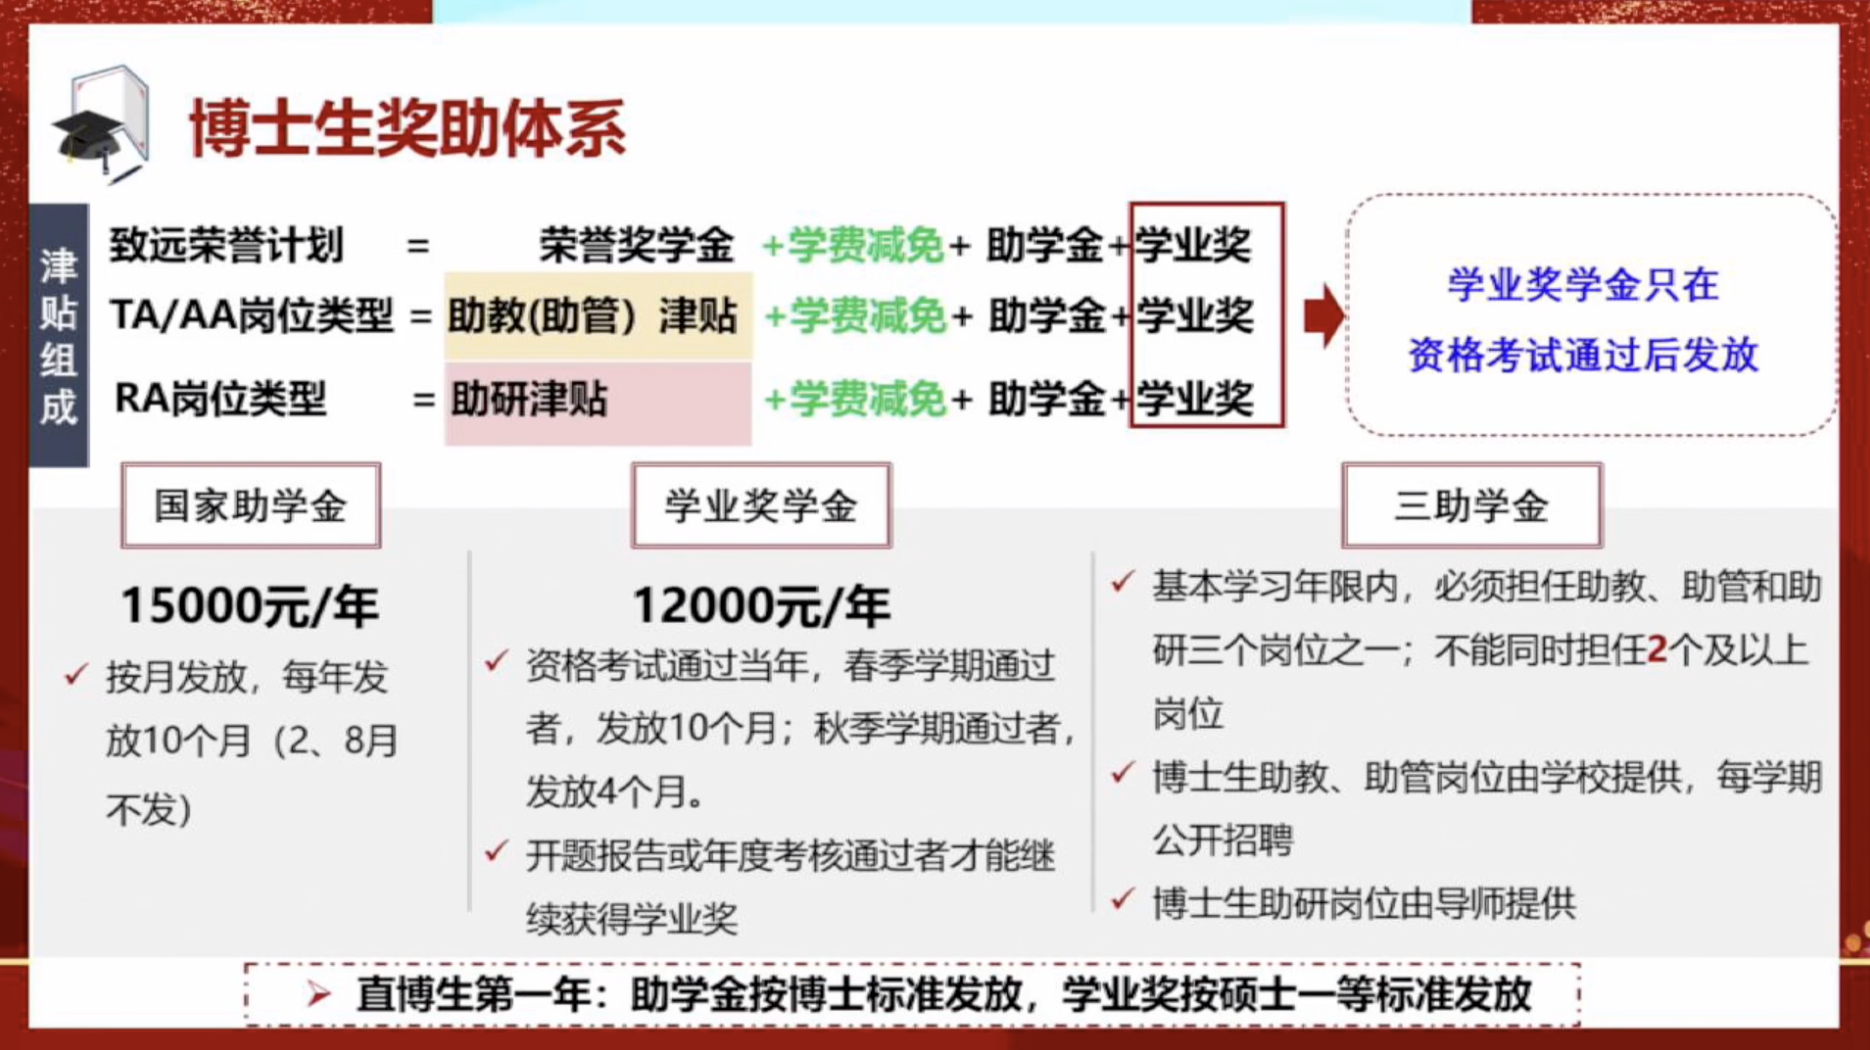 博士生奖助体系
津贴组成
致远荣誉计划 = 荣誉奖学金 +学费减免+ 助学金+学业奖
TA/AA岗位类型 = 助教(助管）津贴 +学费减免+ 助学金+学业奖
RA岗位类型 = 助研津贴 +学费减免+ 助学金+学业奖
学业奖学金只在
资格考试通过后发放
国家助学金
15000元/年
✓ 按月发放，每年发
放10个月（2、8月
不发）
学业奖学金
12000元/年
✓ 资格考试通过当年，春季学期通过
者，发放10个月；秋季学期通过者，
发放4个月。
✓ 开题报告或年度考核通过者才能继
续获得学业奖
三助学金
✓ 基本学习年限内，必须担任助教、助管和助
研三个岗位之一；不能同时担任2个及以上
岗位
✓ 博士生助教、助管岗位由学校提供，每学期
公开招聘
✓ 博士生助研岗位由导师提供
➢ 直博生第一年：助学金按博士标准发放，学业奖按硕士一等标准发放